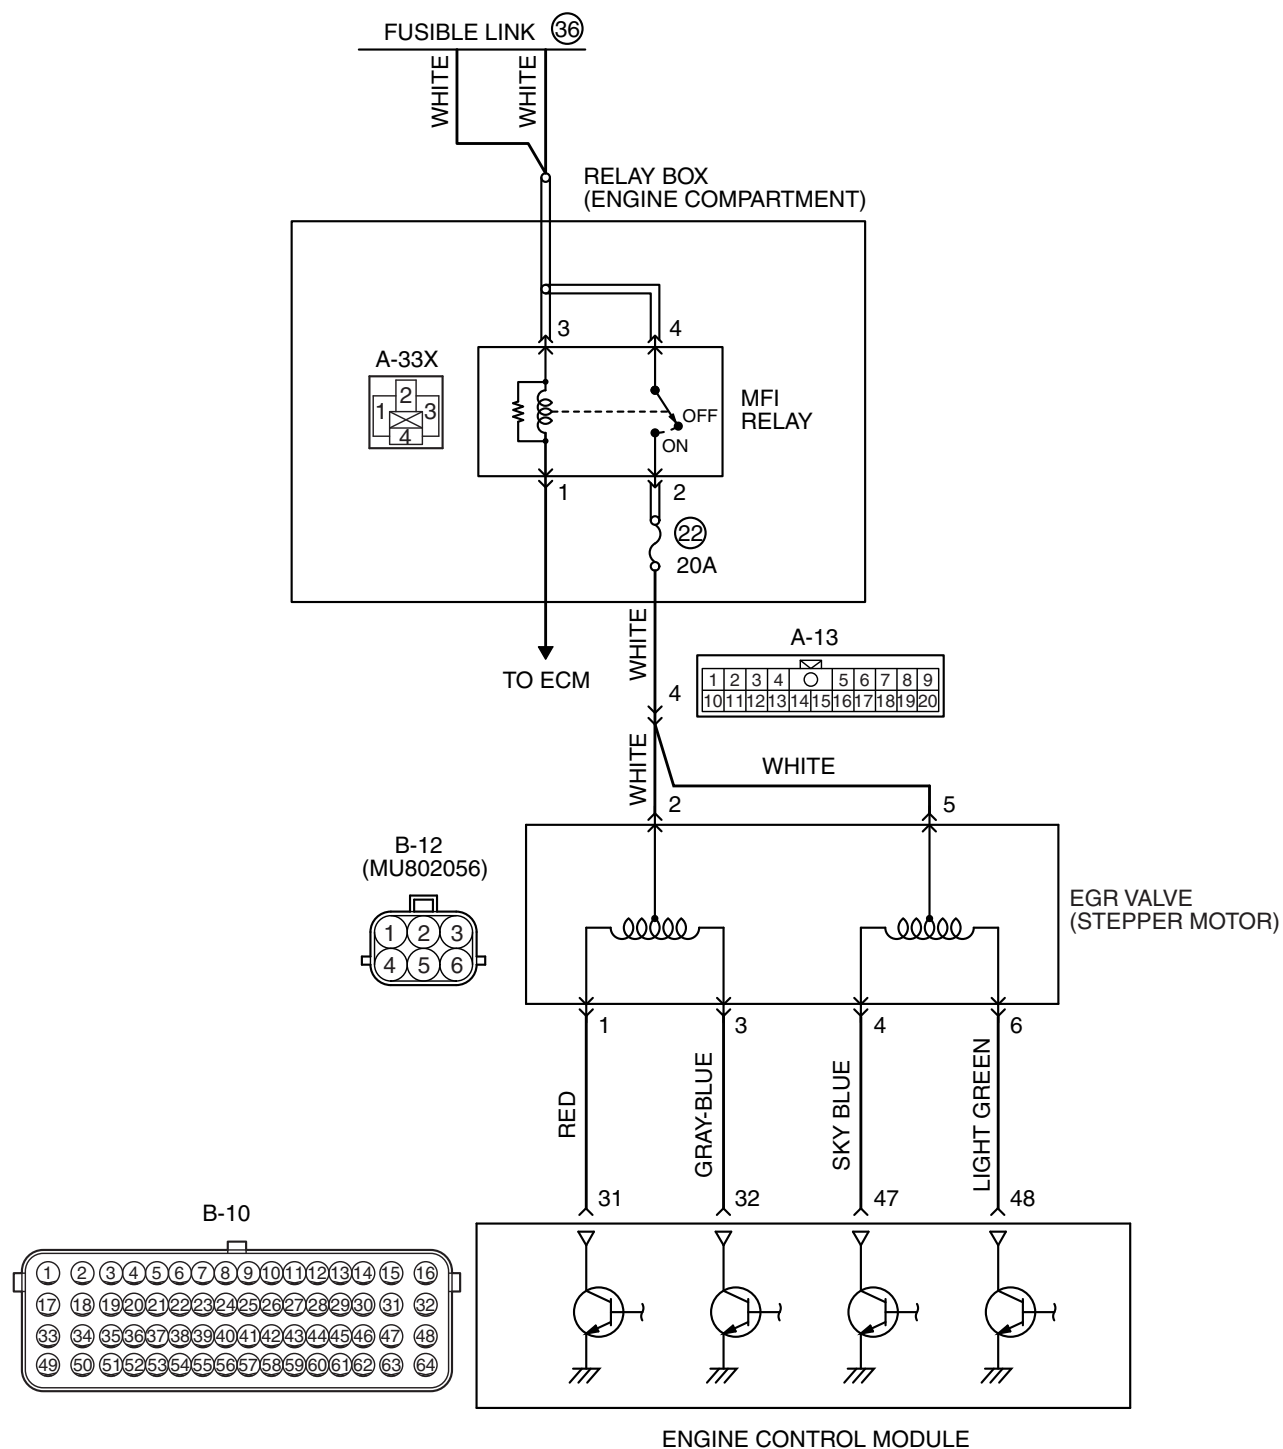 FUSIBLE LINK 36
WHITE
WHITE
RELAY BOX
(ENGINE COMPARTMENT)
3
4
A-33X
2
1
3
4
MFI
RELAY
OFF
ON
1
2
22
20A
TO ECM
WHITE
A-13
1 2 3 4 5 6 7 8 9
10 11 12 13 14 15 16 17 18 19 20
4
WHITE
WHITE
2
5
B-12
(MU802056)
1 2 3
4 5 6
EGR VALVE
(STEPPER MOTOR)
1
3
4
6
RED
GRAY-BLUE
SKY BLUE
LIGHT GREEN
31
32
47
48
B-10
1 2 3 4 5 6 7 8 9 10 11 12 13 14 15 16
17 18 19 20 21 22 23 24 25 26 27 28 29 30 31 32
33 34 35 36 37 38 39 40 41 42 43 44 45 46 47 48
49 50 51 52 53 54 55 56 57 58 59 60 61 62 63 64
ENGINE CONTROL MODULE